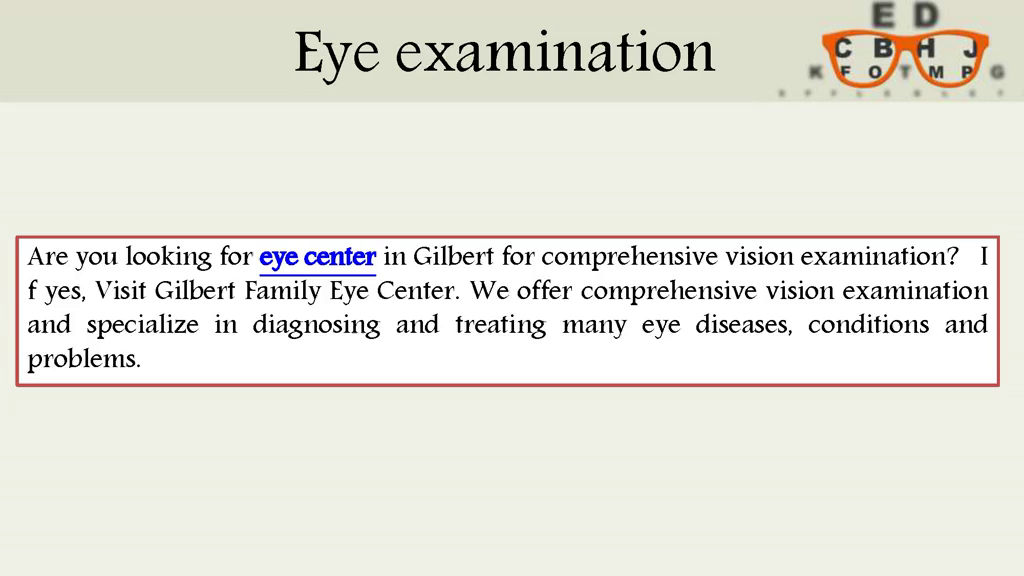 Eye examination
E D
C B H J
K F O T M P G
Are you looking for eye center in Gilbert for comprehensive vision examination? I
f yes, Visit Gilbert Family Eye Center. We offer comprehensive vision examination
and specialize in diagnosing and treating many eye diseases, conditions and
problems.